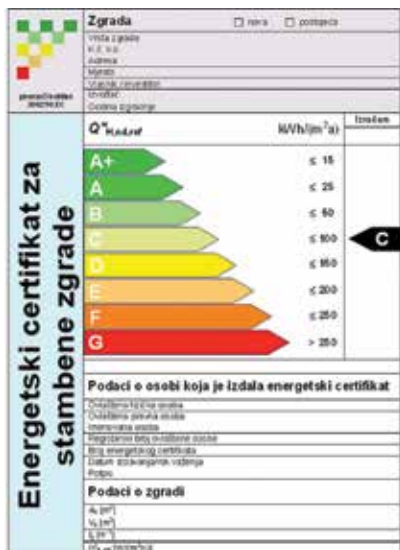 Zgrada
nova
postojeća
Vrsta zgrade
K.č. k.o.
Adresa
Mjesto
Vlasnik / investitor
Izvođač
Godina izgradnje
Energetski certifikat za
stambene zgrade
Q"H,nd,ref kWh/(m²a) Izračun
A+ ≤ 15
A ≤ 25
B ≤ 50
C ≤ 100 C
D ≤ 150
E ≤ 200
F ≤ 250
G > 250
Podaci o osobi koja je izdala energetski certifikat
Ovlaštena fizička osoba
Ovlaštena pravna osoba
Imenovana osoba
Registarski broj ovlaštene osobe
Broj energetskog certifikata
Datum izdavanja/rok važenja
Potpis
Podaci o zgradi